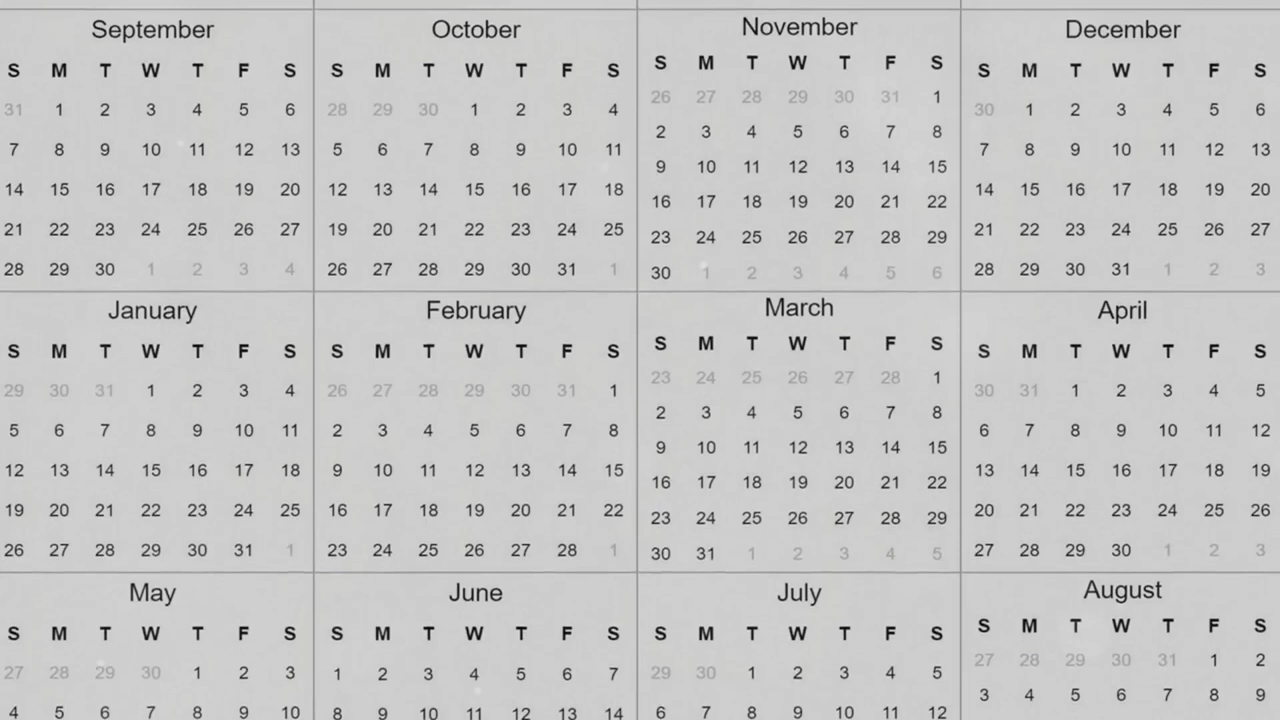 September
S M T W T F S
31 1 2 3 4 5 6
7 8 9 10 11 12 13
14 15 16 17 18 19 20
21 22 23 24 25 26 27
28 29 30 1 2 3 4
October
S M T W T F S
28 29 30 1 2 3 4
5 6 7 8 9 10 11
12 13 14 15 16 17 18
19 20 21 22 23 24 25
26 27 28 29 30 31 1
November
S M T W T F S
26 27 28 29 30 31 1
2 3 4 5 6 7 8
9 10 11 12 13 14 15
16 17 18 19 20 21 22
23 24 25 26 27 28 29
30 1 2 3 4 5 6
December
S M T W T F S
30 1 2 3 4 5 6
7 8 9 10 11 12 13
14 15 16 17 18 19 20
21 22 23 24 25 26 27
28 29 30 31 1 2 3
January
S M T W T F S
29 30 31 1 2 3 4
5 6 7 8 9 10 11
12 13 14 15 16 17 18
19 20 21 22 23 24 25
26 27 28 29 30 31 1
February
S M T W T F S
26 27 28 29 30 31 1
2 3 4 5 6 7 8
9 10 11 12 13 14 15
16 17 18 19 20 21 22
23 24 25 26 27 28 1
March
S M T W T F S
23 24 25 26 27 28 1
2 3 4 5 6 7 8
9 10 11 12 13 14 15
16 17 18 19 20 21 22
23 24 25 26 27 28 29
30 31 1 2 3 4 5
April
S M T W T F S
30 31 1 2 3 4 5
6 7 8 9 10 11 12
13 14 15 16 17 18 19
20 21 22 23 24 25 26
27 28 29 30 1 2 3
May
S M T W T F S
27 28 29 30 1 2 3
4 5 6 7 8 9 10
June
S M T W T F S
1 2 3 4 5 6 7
8 9 10 11 12 13 14
July
S M T W T F S
29 30 1 2 3 4 5
6 7 8 9 10 11 12
August
S M T W T F S
27 28 29 30 31 1 2
3 4 5 6 7 8 9